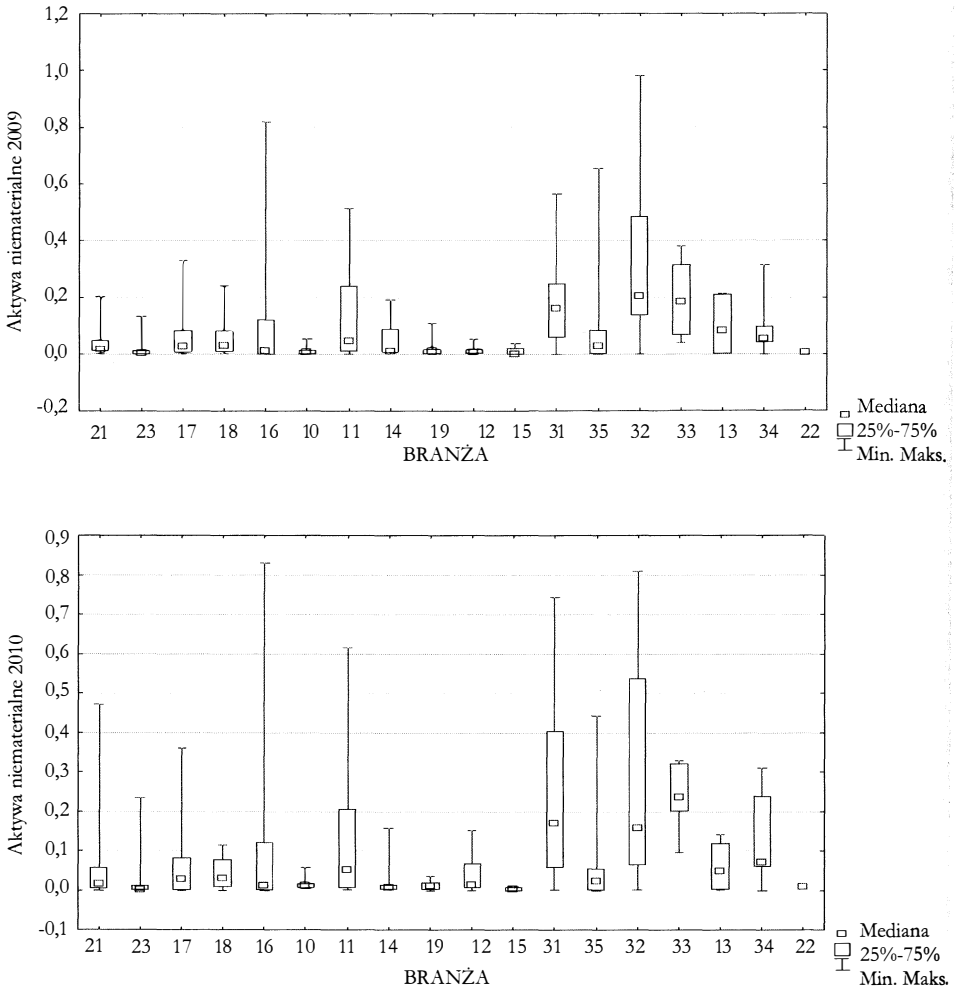 1,2
1,0
0,8
0,6
0,4
0,2
0,0
-0,2
Aktywa niematerialne 2009
21 23 17 18 16 10 11 14 19 12 15 31 35 32 33 13 34 22
BRANŻA
Mediana
25%-75%
Min. Maks.
0,9
0,8
0,7
0,6
0,5
0,4
0,3
0,2
0,1
0,0
-0,1
Aktywa niematerialne 2010
21 23 17 18 16 10 11 14 19 12 15 31 35 32 33 13 34 22
BRANŻA
Mediana
25%-75%
Min. Maks.